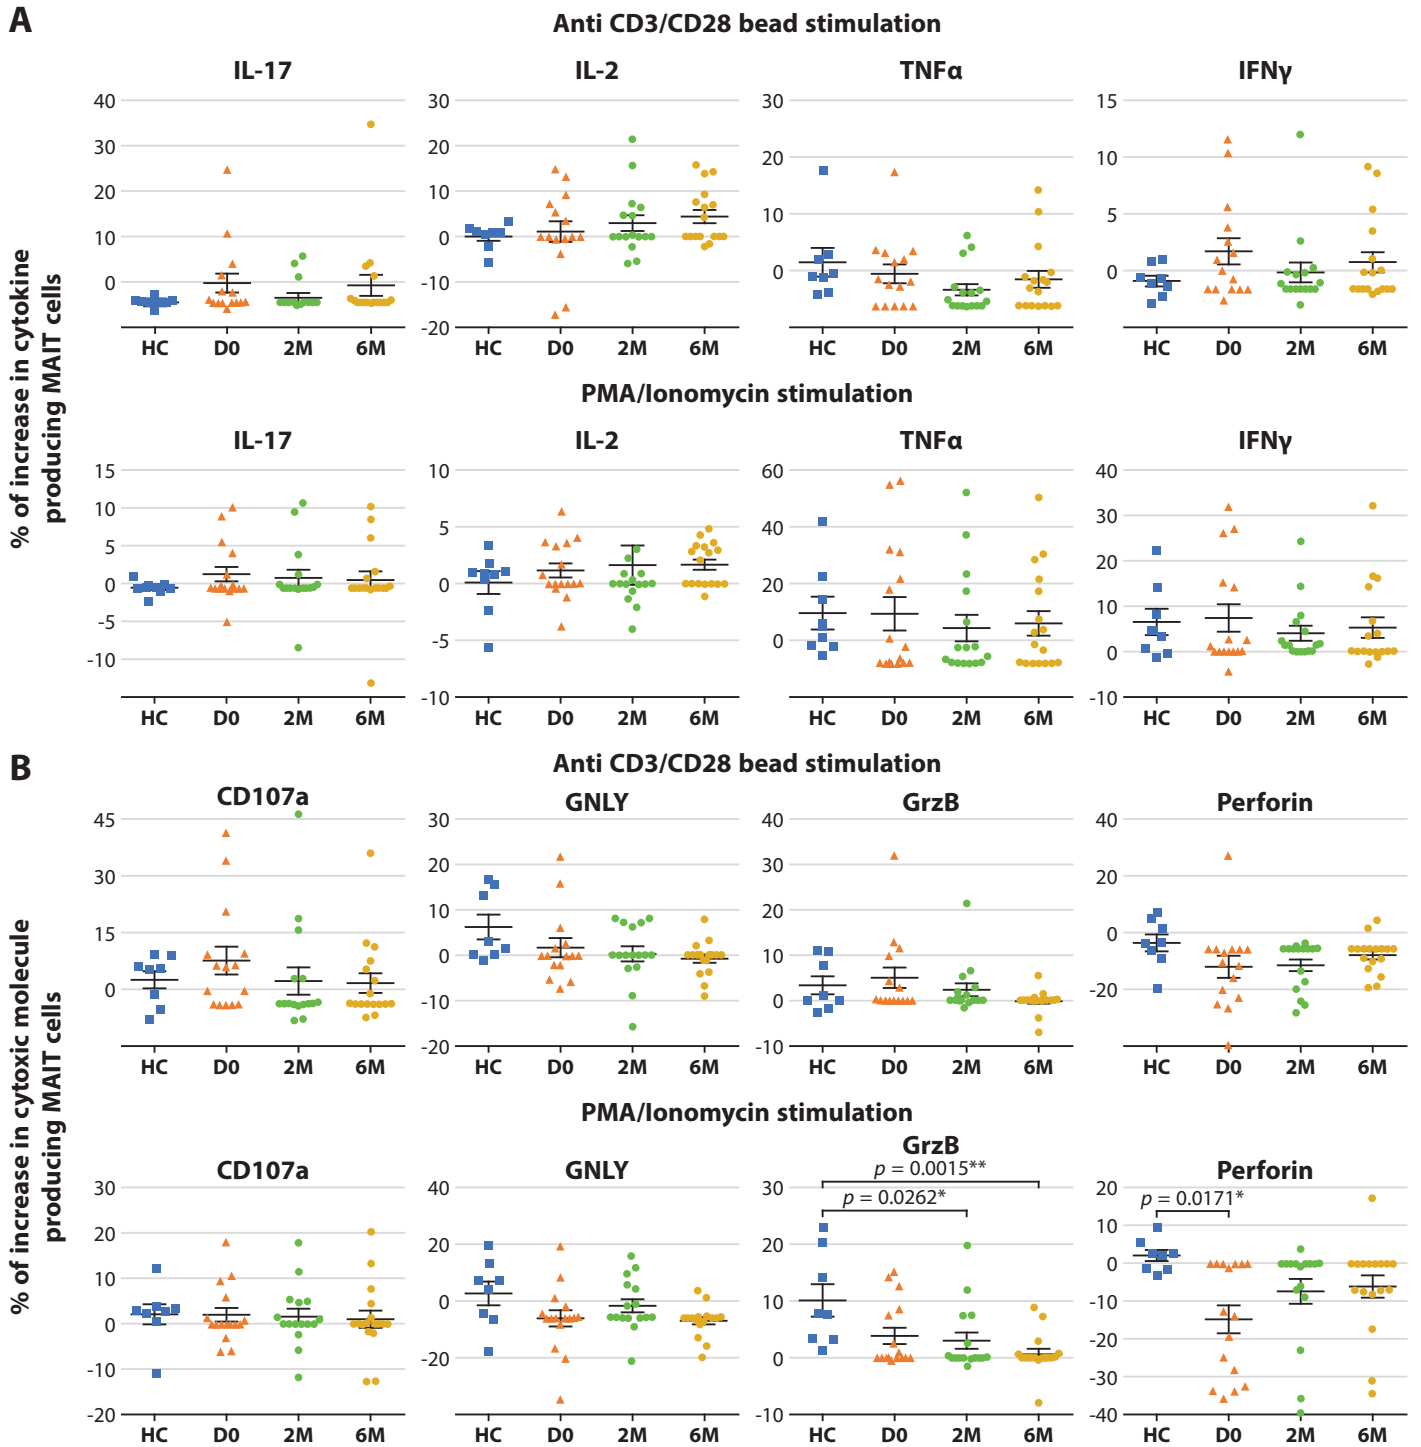 A
Anti CD3/CD28 bead stimulation
IL-17 IL-2 TNFα IFNγ
40 30 30 15
30 20 20 10
20 10 10 5
10 0 0 0
0 -10
-20
HC D0 2M 6M HC D0 2M 6M HC D0 2M 6M HC D0 2M 6M
% of increase in cytokine
producing MAIT cells
PMA/Ionomycin stimulation
IL-17 IL-2 TNFα IFNγ
15 10 60 40
10 5 40 30
5 0 20 20
0 -5 0 10
-5 -10 0
-10 -10
HC D0 2M 6M HC D0 2M 6M HC D0 2M 6M HC D0 2M 6M
B
Anti CD3/CD28 bead stimulation
CD107a GNLY GrzB Perforin
45 30 40 40
30 20 30 20
15 10 20 0
0 0 10 -20
-10 0
-20 -10
HC D0 2M 6M HC D0 2M 6M HC D0 2M 6M HC D0 2M 6M
% of increase in cytoxic molecule
producing MAIT cells
PMA/Ionomycin stimulation
CD107a GNLY GrzB Perforin
p = 0.0015**
p = 0.0262*
p = 0.0171*
30 40 30 20
20 20 20 10
10 0 10 0
0 -20 0 -10
-10 -10 -20
-20 -30
-40
HC D0 2M 6M HC D0 2M 6M HC D0 2M 6M HC D0 2M 6M